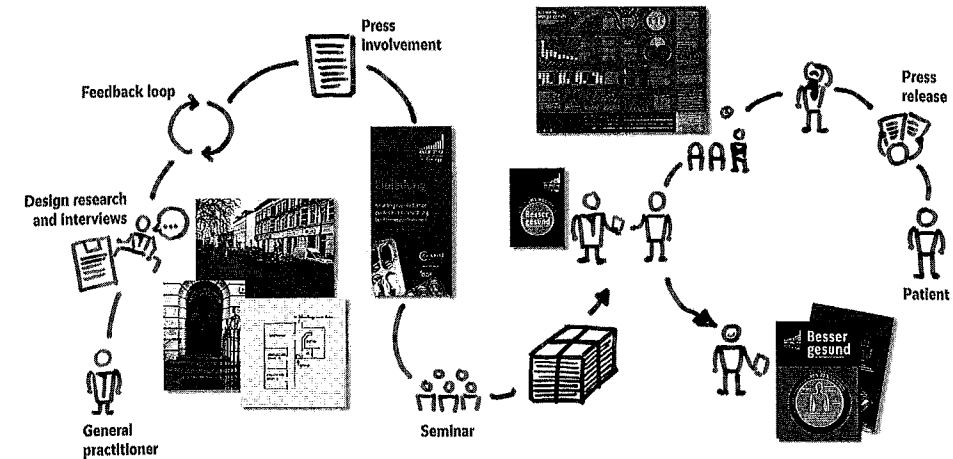 Press
involvement
Feedback loop
Design research
and interviews
...
General
practitioner
Seminar
Besser
gesund
Press
release
Patient
Besser
gesund